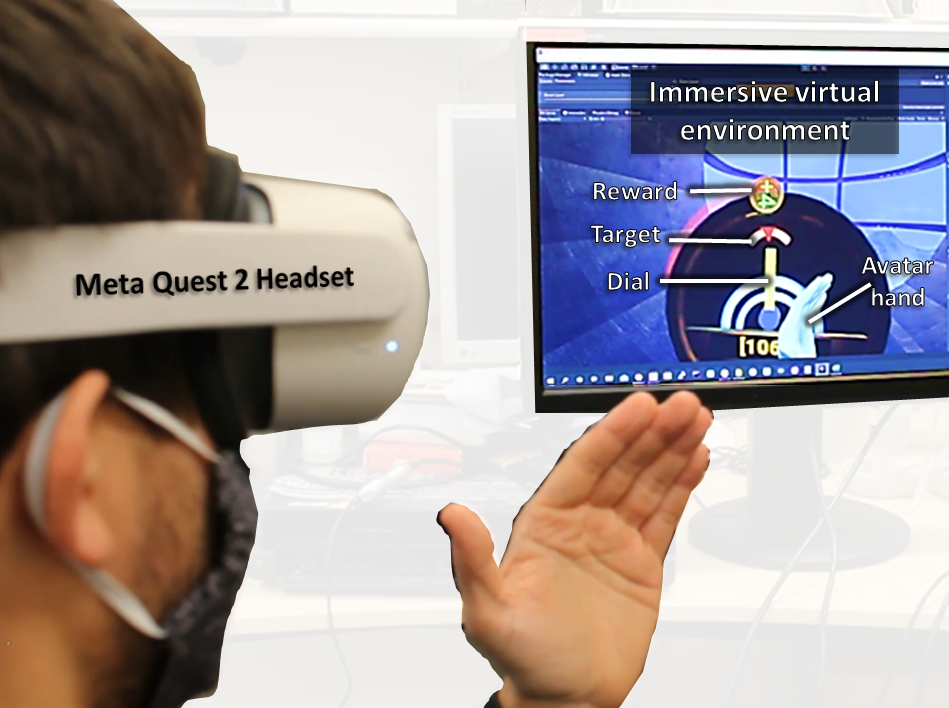 Immersive virtual
environment
Reward
Target
Dial
Avatar
hand
Meta Quest 2 Headset
[106